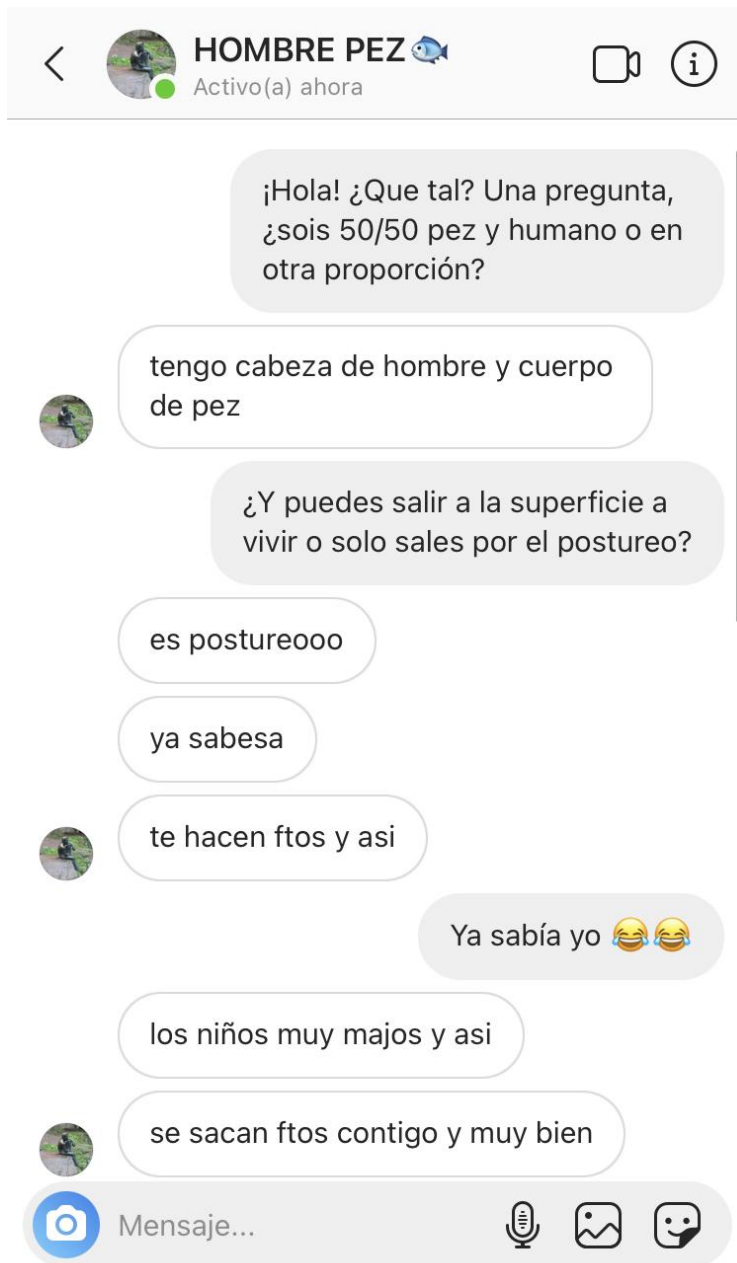 HOMBRE PEZ🐟
Activo(a) ahora
¡Hola! ¿Que tal? Una pregunta,
¿sois 50/50 pez y humano o en
otra proporción?
tengo cabeza de hombre y cuerpo
de pez
¿Y puedes salir a la superficie a
vivir o solo sales por el postureo?
es postureooo
ya sabesa
te hacen ftos y asi
Ya sabía yo 😂😂
los niños muy majos y asi
se sacan ftos contigo y muy bien
Mensaje...